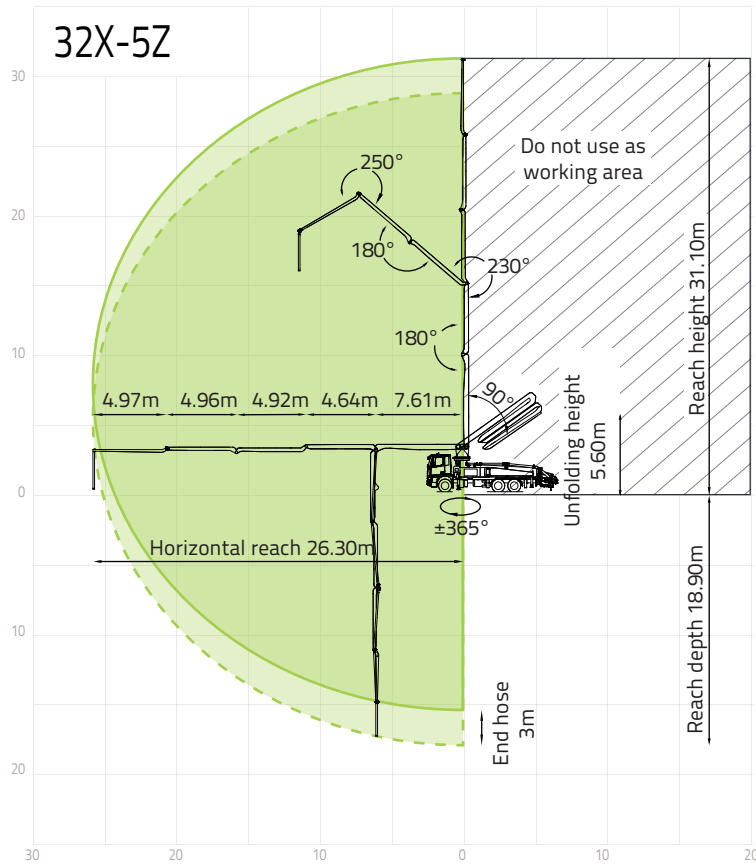 32X-5Z
30
20
10
0
10
20
30
20
10
0
10
20
Do not use as
working area
250°
180°
230°
180°
90°
4.97m
4.96m
4.92m
4.64m
7.61m
Unfolding height
5.60m
Reach height 31.10m
±365°
Horizontal reach 26.30m
Reach depth 18.90m
End hose
3m